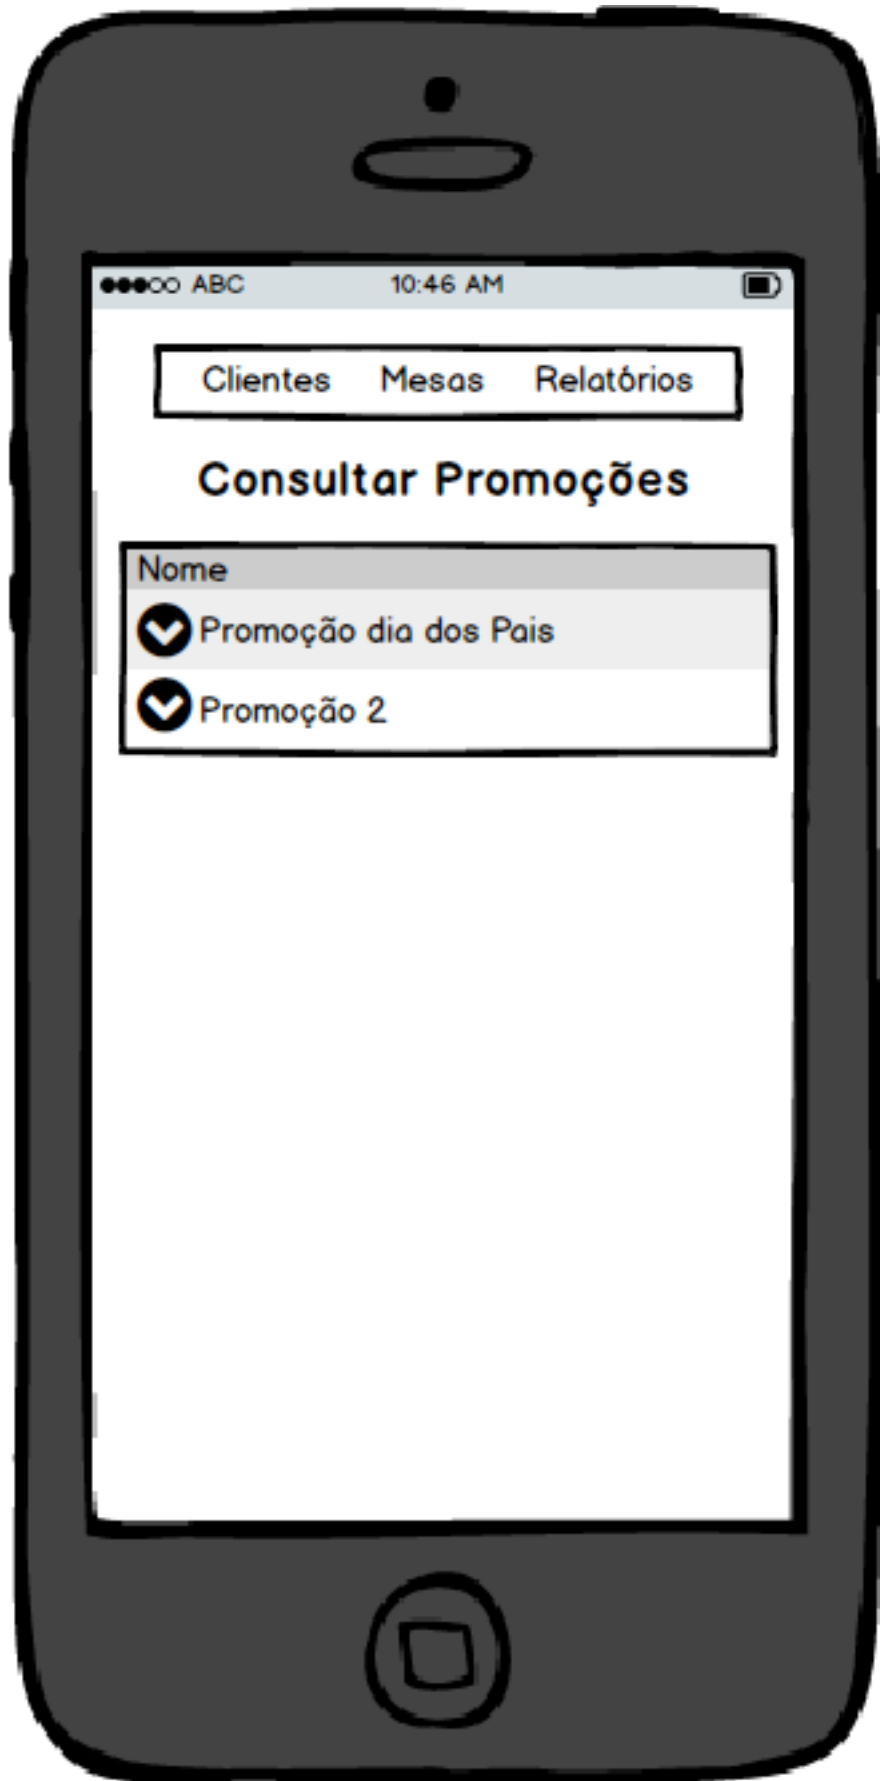 ABC 10:46 AM
Clientes Mesas Relatórios
Consultar Promoções
Nome
Promoção dia dos Pais
Promoção 2